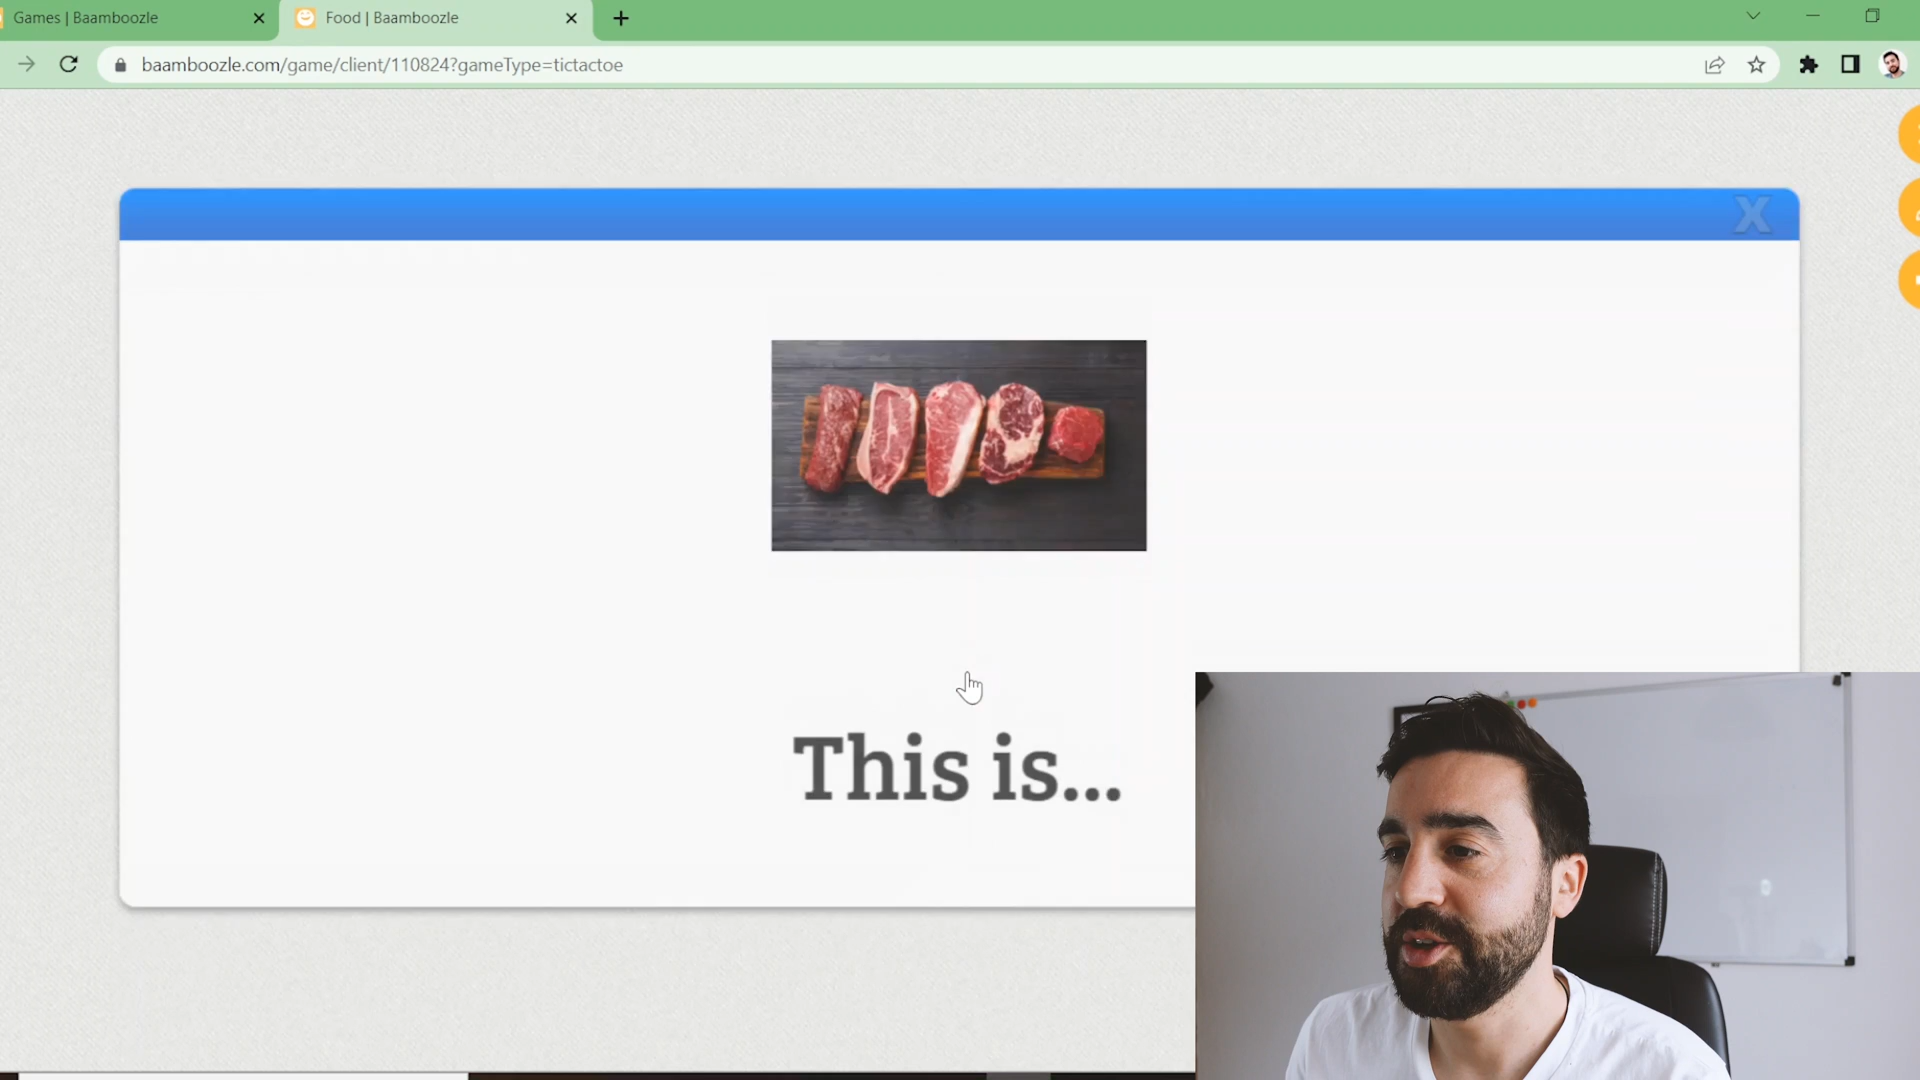 Games | Baamboozle
Food | Baamboozle
baamboozle.com/game/client/110824?gameType=tictactoe
X
This is...